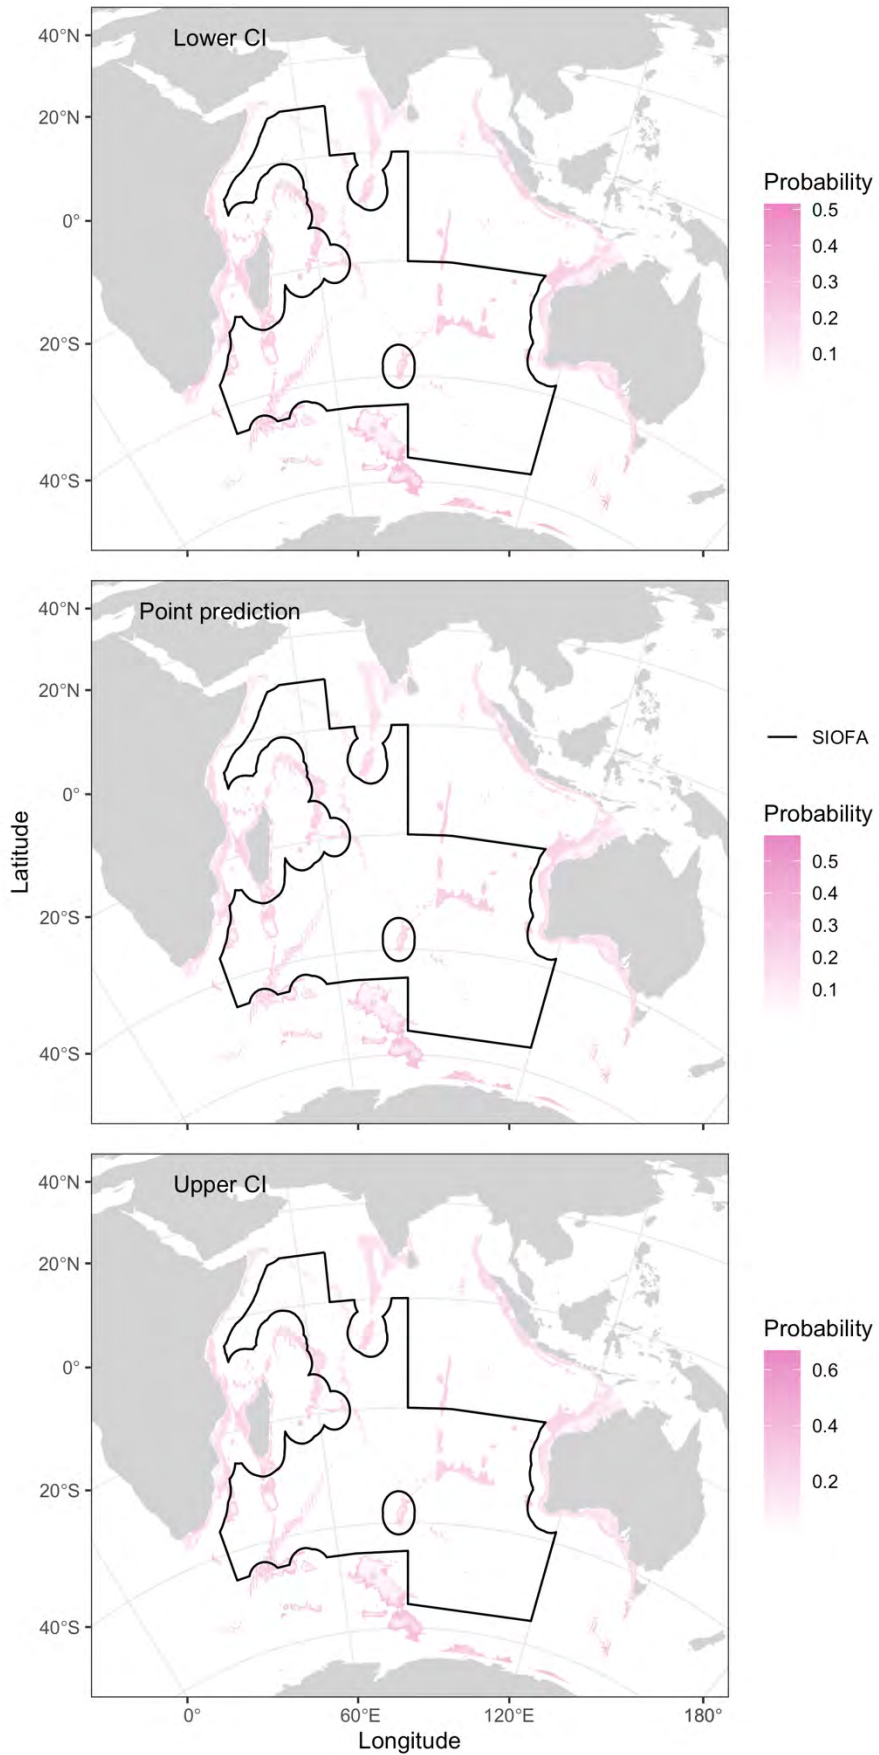 Lower CI
40°N
20°N
0°
20°S
40°S
Probability
0.5
0.4
0.3
0.2
0.1
Point prediction
40°N
20°N
0°
20°S
40°S
Latitude
SIOFA
Probability
0.5
0.4
0.3
0.2
0.1
Upper CI
40°N
20°N
0°
20°S
40°S
Probability
0.6
0.4
0.2
0° 60°E 120°E 180°
Longitude